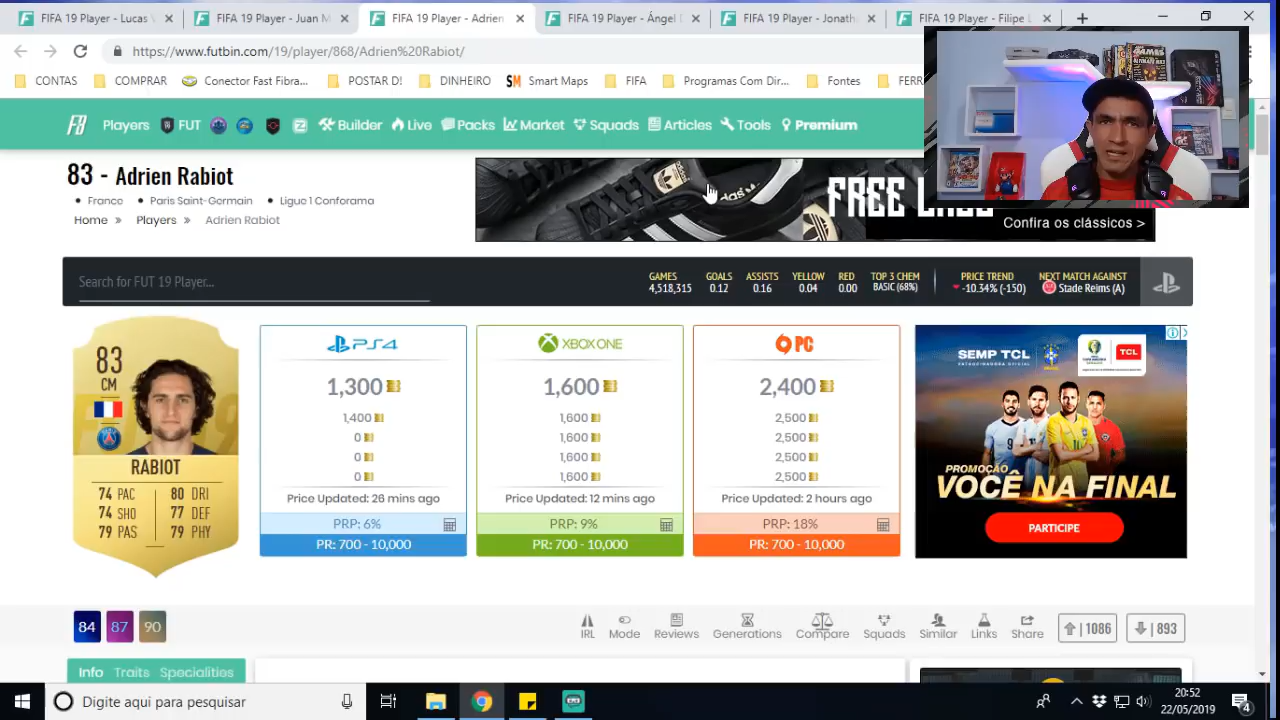 FIFA 19 Player - Lucas V
FIFA 19 Player - Juan M
FIFA 19 Player - Adrien
FIFA 19 Player - Ángel D
FIFA 19 Player - Jonath
FIFA 19 Player - Filipe L
https://www.futbin.com/19/player/868/Adrien%20Rabiot/
CONTAS
COMPRAR
Conector Fast Fibra...
POSTA D!
DINHEIRO
SM Smart Maps
FIFA
Programas Com Dir...
Fontes
Players
FUT
Builder
Live
Packs
Market
Squads
Articles
Tools
Premium
83 - Adrien Rabiot
• France • Paris Saint-Germain • Ligue 1 Conforama
Home » Players » Adrien Rabiot
adidas
Confira os clássicos >
Search for FUT 19 Player...
GAMES
4,518,315
GOALS
0.12
ASSISTS
0.16
YELLOW
0.04
RED
0.00
TOP 3 CHEM
BASIC (68%)
PRICE TREND
-10.34% (-150)
NEXT MATCH AGAINST
Stade Reims (A)
83
CM
RABIOT
74 PAC 80 DRI
74 SHO 77 DEF
79 PAS 79 PHY
PS4
1,300
1,400
0
0
0
Price Updated: 26 mins ago
PRP: 6%
PR: 700 - 10,000
XBOX ONE
1,600
1,600
1,600
1,600
1,600
Price Updated: 12 mins ago
PRP: 9%
PR: 700 - 10,000
PC
2,400
2,500
2,500
2,500
2,500
Price Updated: 2 hours ago
PRP: 18%
PR: 700 - 10,000
SEMP TCL
TCL
PROMOÇÃO
VOCÊ NA FINAL
PARTICIPE
84 87 90
IRL
Mode
Reviews
Generations
Compare
Squads
Similar
Links
Share
1086
893
Info Traits Specialities
Digite aqui para pesquisar
20:52
22/05/2019
4